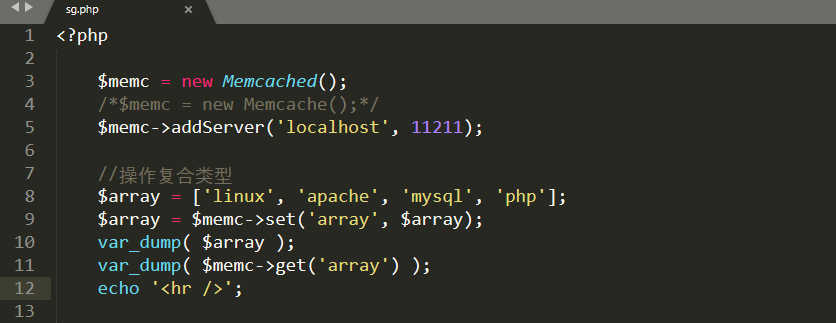 sg.php ×
1 <?php
2
3 $memc = new Memcached();
4 /*$memc = new Memcache();*/
5 $memc->addServer('localhost', 11211);
6
7 //操作复合类型
8 $array = ['linux', 'apache', 'mysql', 'php'];
9 $array = $memc->set('array', $array);
10 var_dump( $array );
11 var_dump( $memc->get('array') );
12 echo '<hr />';
13